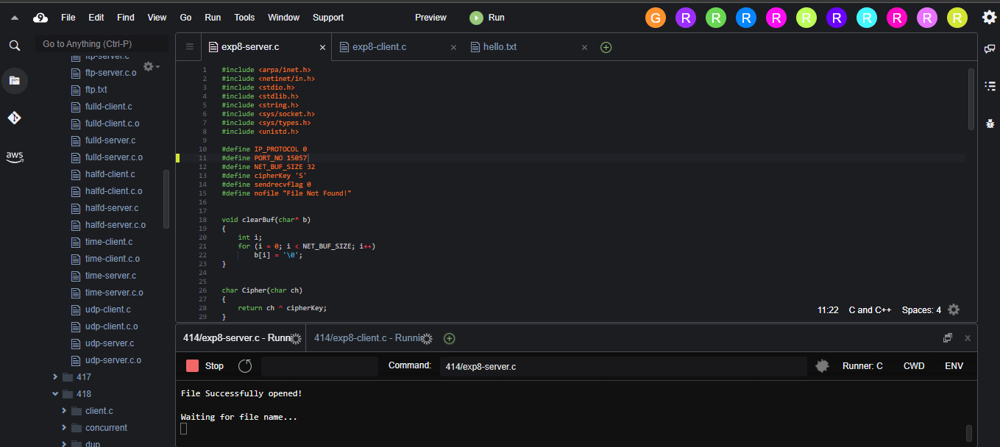 File Edit Find View Go Run Tools Window Support Preview Run G R R R R R R R R R R
Go to Anything (Ctrl-P)
ftp-server.c
ftp-server.c.o
ftp.txt
fulld-client.c
fulld-client.c.o
fulld-server.c
fulld-server.c.o
halfd-client.c
halfd-client.c.o
halfd-server.c
halfd-server.c.o
time-client.c
time-client.c.o
time-server.c
time-server.c.o
udp-client.c
udp-client.c.o
udp-server.c
udp-server.c.o
417
418
client.c
concurrent
dup
aws
exp8-server.c exp8-client.c hello.txt
1 #include <arpa/inet.h>
2 #include <netinet/in.h>
3 #include <stdio.h>
4 #include <stdlib.h>
5 #include <string.h>
6 #include <sys/socket.h>
7 #include <sys/types.h>
8 #include <unistd.h>
9
10 #define IP_PROTOCOL 0
11 #define PORT_NO 15057
12 #define NET_BUF_SIZE 32
13 #define cipherKey 'S'
14 #define sendrecvflag 0
15 #define nofile "File Not Found!"
16
17
18 void clearBuf(char* b)
19 {
20 int i;
21 for (i = 0; i < NET_BUF_SIZE; i++)
22 b[i] = '\0';
23 }
24
25
26 char Cipher(char ch)
27 {
28 return ch ^ cipherKey;
29 }
11:22 C and C++ Spaces: 4
414/exp8-server.c - Runni 414/exp8-client.c - Runnin
Stop Command: 414/exp8-server.c Runner: C CWD ENV
File Successfully opened!
Waiting for file name...